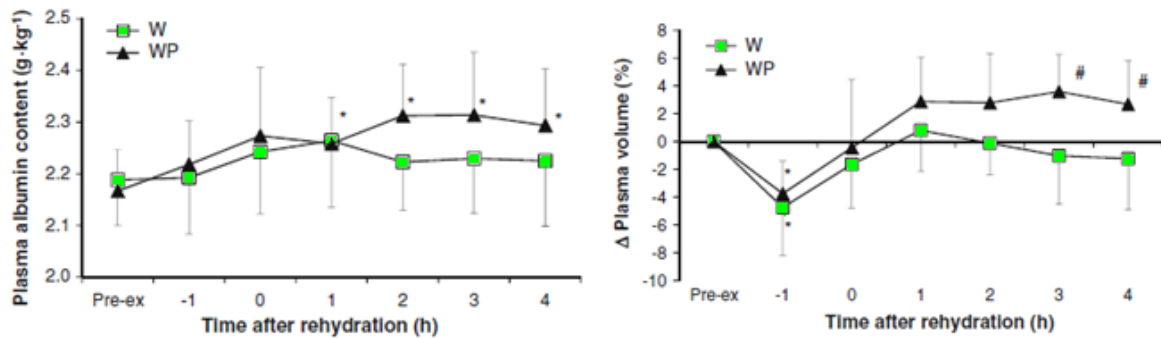 Plasma albumin content (g·kg⁻¹)
2.5
2.4
2.3
2.2
2.1
2.0
W
WP
*
*
*
*
Pre-ex -1 0 1 2 3 4
Time after rehydration (h)
Δ Plasma volume (%)
8
6
4
2
0
-2
-4
-6
-8
-10
W
WP
#
#
*
*
Pre-ex -1 0 1 2 3 4
Time after rehydration (h)